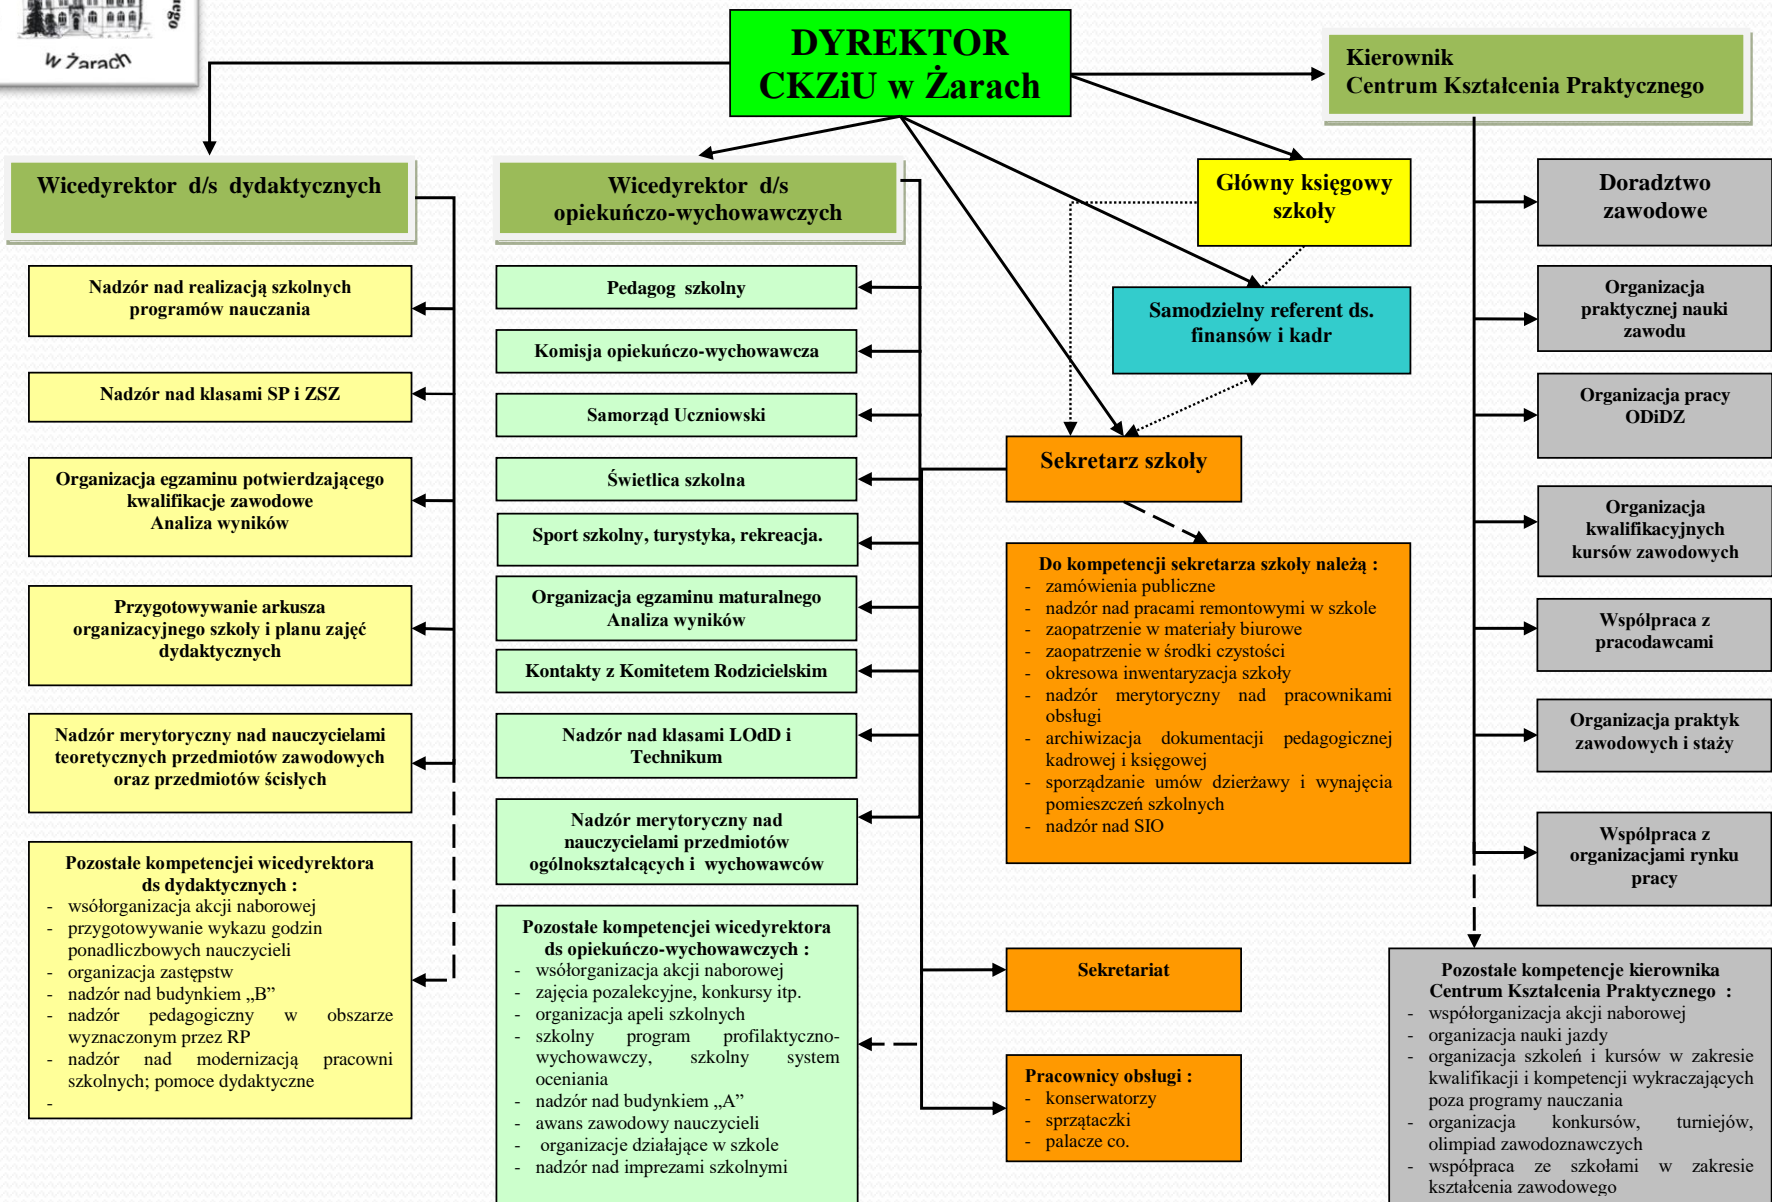 w Żarach
DYREKTOR
CKZiU w Żarach
Kierownik
Centrum Kształcenia Praktycznego
Wicedyrektor d/s dydaktycznych
Nadzór nad realizacją szkolnych
programów nauczania
Nadzór nad klasami SP i ZSZ
Organizacja egzaminu potwierdzającego
kwalifikacje zawodowe
Analiza wyników
Przygotowywanie arkusza
organizacyjnego szkoły i planu zajęć
dydaktycznych
Nadzór merytoryczny nad nauczycielami
teoretycznych przedmiotów zawodowych
oraz przedmiotów ścisłych
Pozostałe kompetencjei wicedyrektora
ds dydaktycznych :
- wsółorganizacja akcji naborowej
- przygotowywanie wykazu godzin
ponadliczbowych nauczycieli
- organizacja zastępstw
- nadzór nad budynkiem „B”
- nadzór pedagogiczny w obszarze
wyznaczonym przez RP
- nadzór nad modernizacją pracowni
szkolnych; pomoce dydaktyczne
-
Wicedyrektor d/s
opiekuńczo-wychowawczych
Pedagog szkolny
Komisja opiekuńczo-wychowawcza
Samorząd Uczniowski
Świetlica szkolna
Sport szkolny, turystyka, rekreacja.
Organizacja egzaminu maturalnego
Analiza wyników
Kontakty z Komitetem Rodzicielskim
Nadzór nad klasami LOdD i
Technikum
Nadzór merytoryczny nad
nauczycielami przedmiotów
ogólnokształcących i wychowawców
Pozostałe kompetencjei wicedyrektora
ds opiekuńczo-wychowawczych :
- wsółorganizacja akcji naborowej
- zajęcia pozalekcyjne, konkursy itp.
- organizacja apeli szkolnych
- szkolny program profilaktyczno-
wychowawczy, szkolny system
oceniania
- nadzór nad budynkiem „A”
- awans zawodowy nauczycieli
- organizacje działające w szkole
- nadzór nad imprezami szkolnymi
Główny księgowy
szkoły
Samodzielny referent ds.
finansów i kadr
Sekretarz szkoły
Do kompetencji sekretarza szkoły należą :
- zamówienia publiczne
- nadzór nad pracami remontowymi w szkole
- zaopatrzenie w materiały biurowe
- zaopatrzenie w środki czystości
- okresowa inwentaryzacja szkoły
- nadzór merytoryczny nad pracownikami
obsługi
- archiwizacja dokumentacji pedagogicznej
kadrowej i księgowej
- sporządzanie umów dzierżawy i wynajęcia
pomieszczeń szkolnych
- nadzór nad SIO
Sekretariat
Pracownicy obsługi :
- konserwatorzy
- sprzątaczki
- palacze co.
Doradztwo
zawodowe
Organizacja
praktycznej nauki
zawodu
Organizacja pracy
ODiDZ
Organizacja
kwalifikacyjnych
kursów zawodowych
Współpraca z
pracodawcami
Organizacja praktyk
zawodowych i staży
Współpraca z
organizacjami rynku
pracy
Pozostałe kompetencje kierownika
Centrum Kształcenia Praktycznego :
- współorganizacja akcji naborowej
- organizacja nauki jazdy
- organizacja szkoleń i kursów w zakresie
kwalifikacji i kompetencji wykraczających
poza programy nauczania
- organizacja konkursów, turniejów,
olimpiad zawodoznawczych
- współpraca ze szkołami w zakresie
kształcenia zawodowego